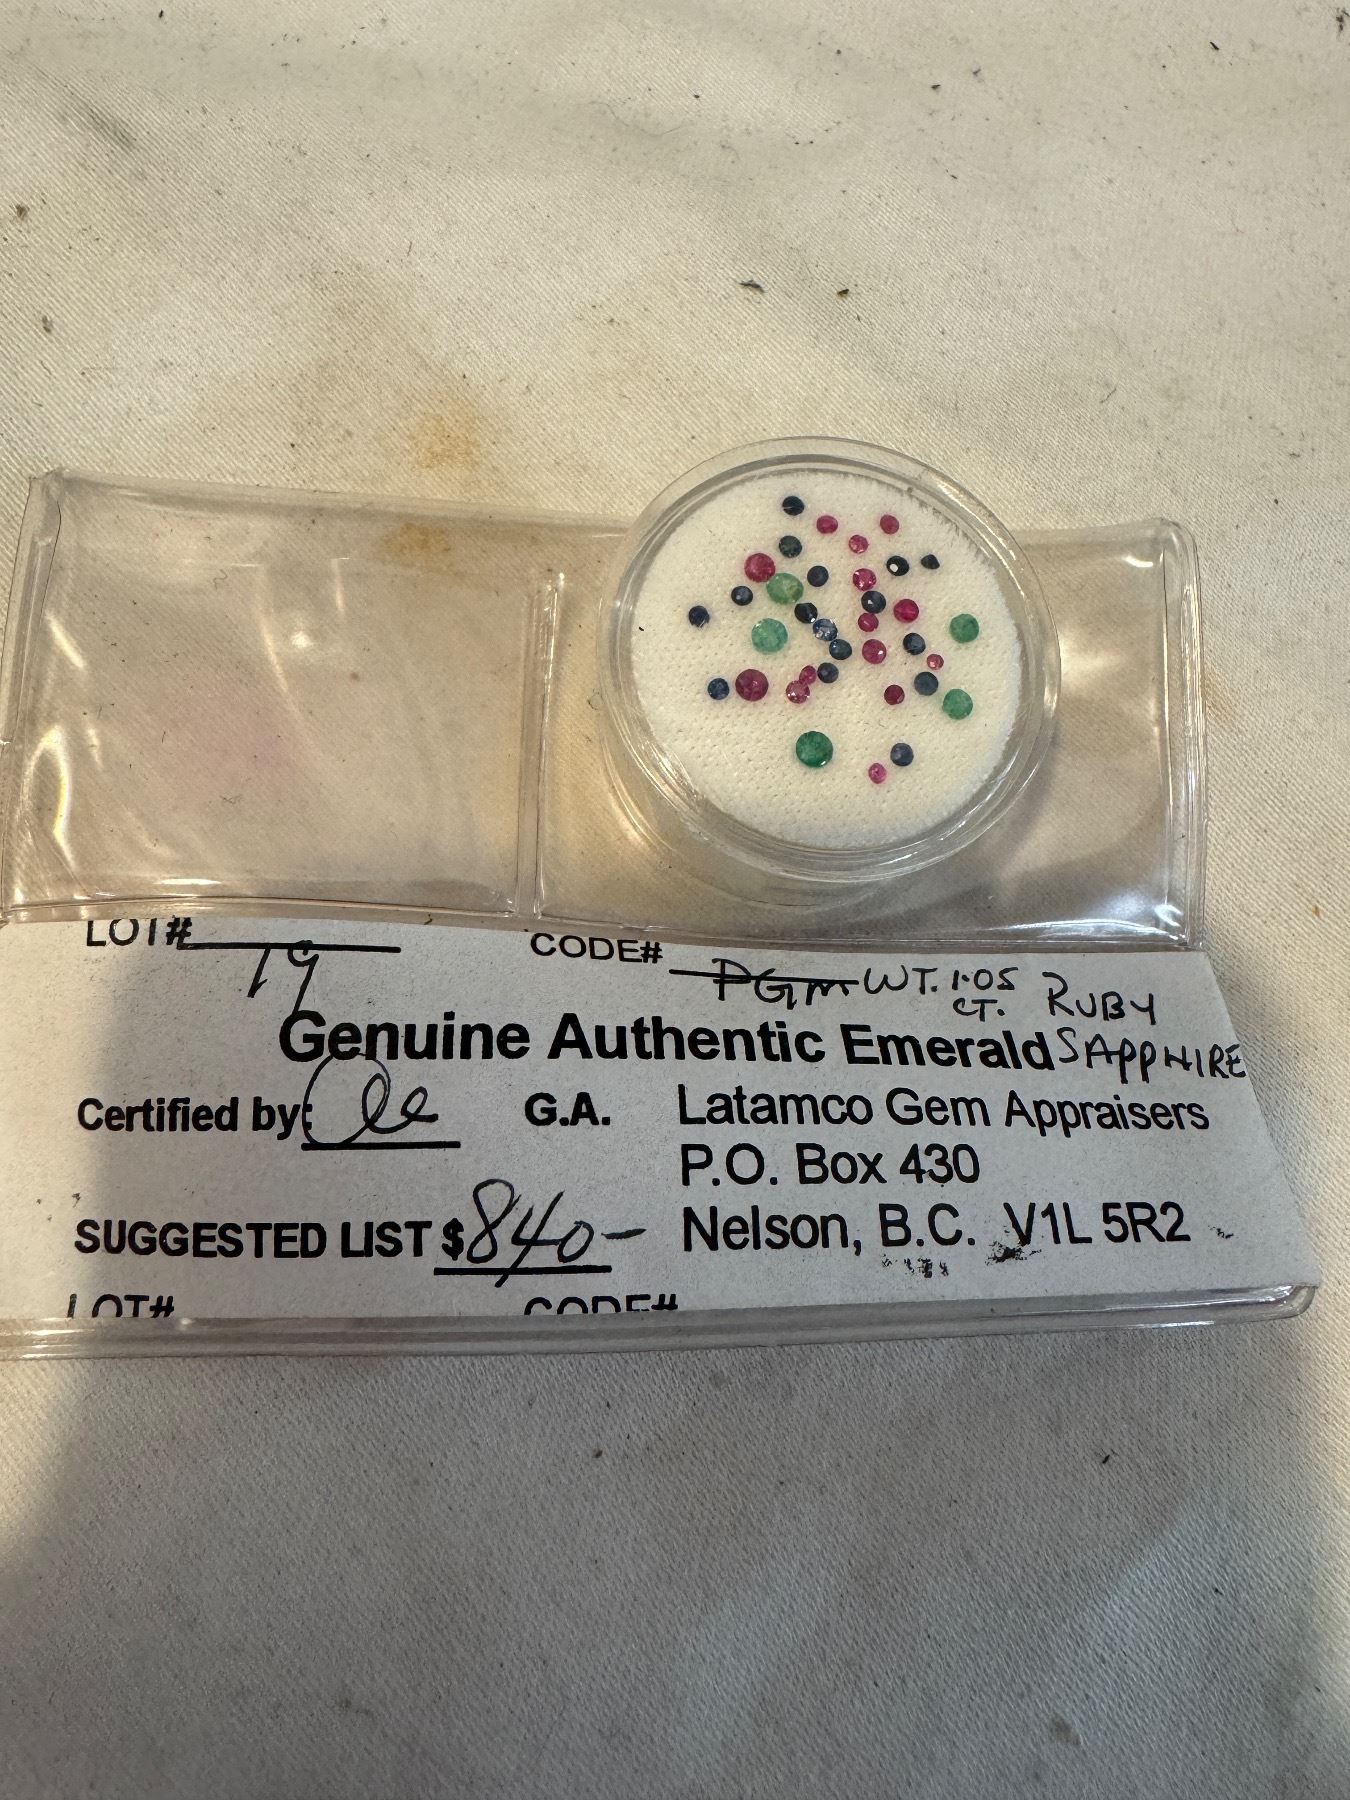 LOT# 19 CODE# PGM WT. 1.05 CT. RUBY
Genuine Authentic Emerald SAPPHIRE
Certified by: G.A. Latamco Gem Appraisers
P.O. Box 430
SUGGESTED LIST $840- Nelson, B.C. V1L 5R2
LOT# CODE#